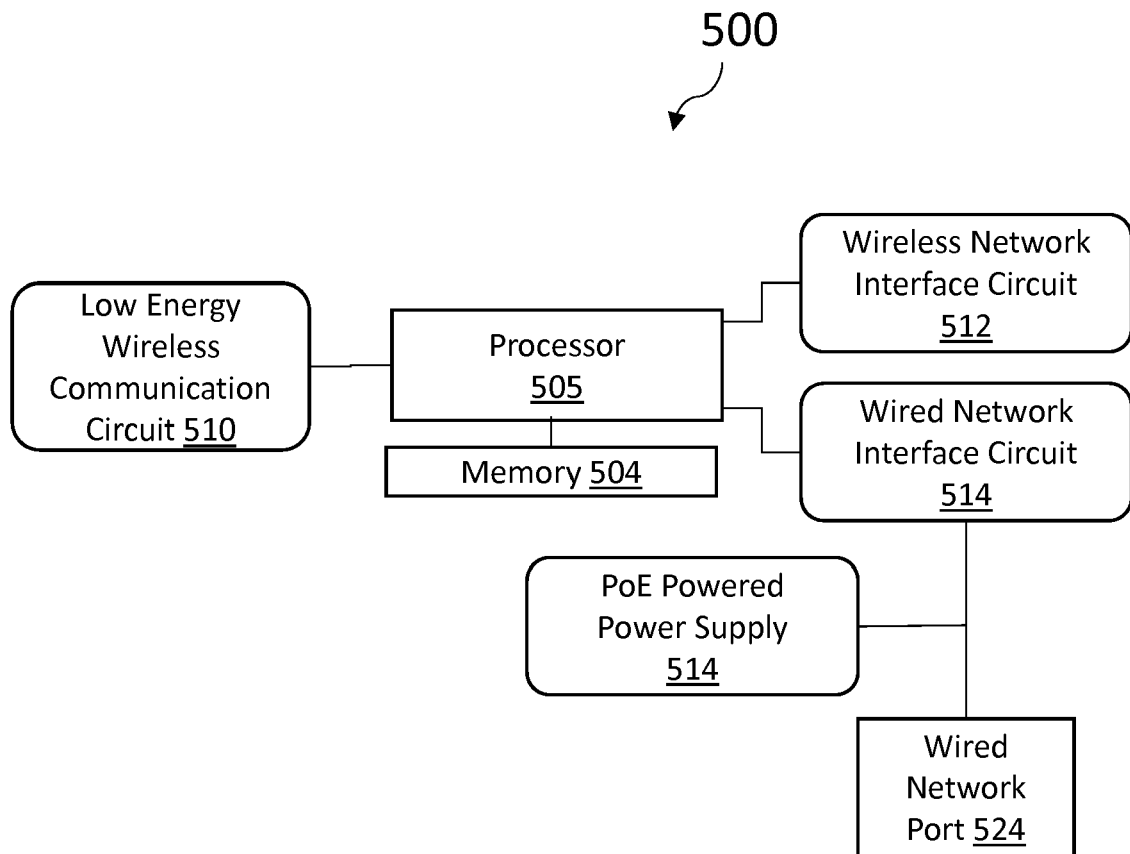 500
Wireless Network
Interface Circuit
512
Low Energy
Wireless
Communication
Circuit 510
Processor
505
Memory 504
Wired Network
Interface Circuit
514
PoE Powered
Power Supply
514
Wired
Network
Port 524